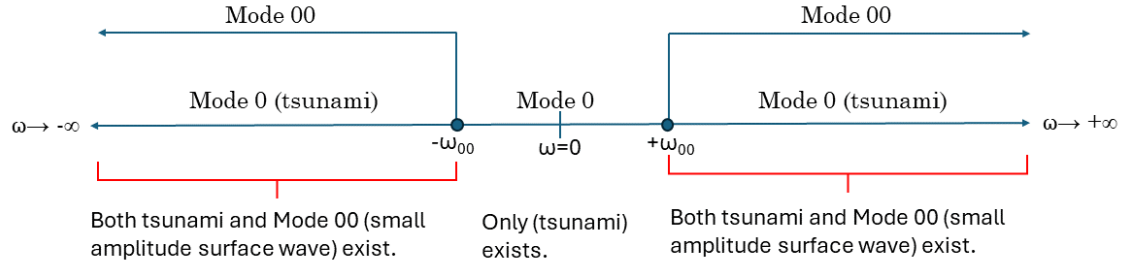 Mode 00
Mode 00
Mode 0 (tsunami)
Mode 0
Mode 0 (tsunami)
ω→ -∞
ω→ +∞
-ω₀₀
ω=0
+ω₀₀
Both tsunami and Mode 00 (small
amplitude surface wave) exist.
Only (tsunami)
exists.
Both tsunami and Mode 00 (small
amplitude surface wave) exist.